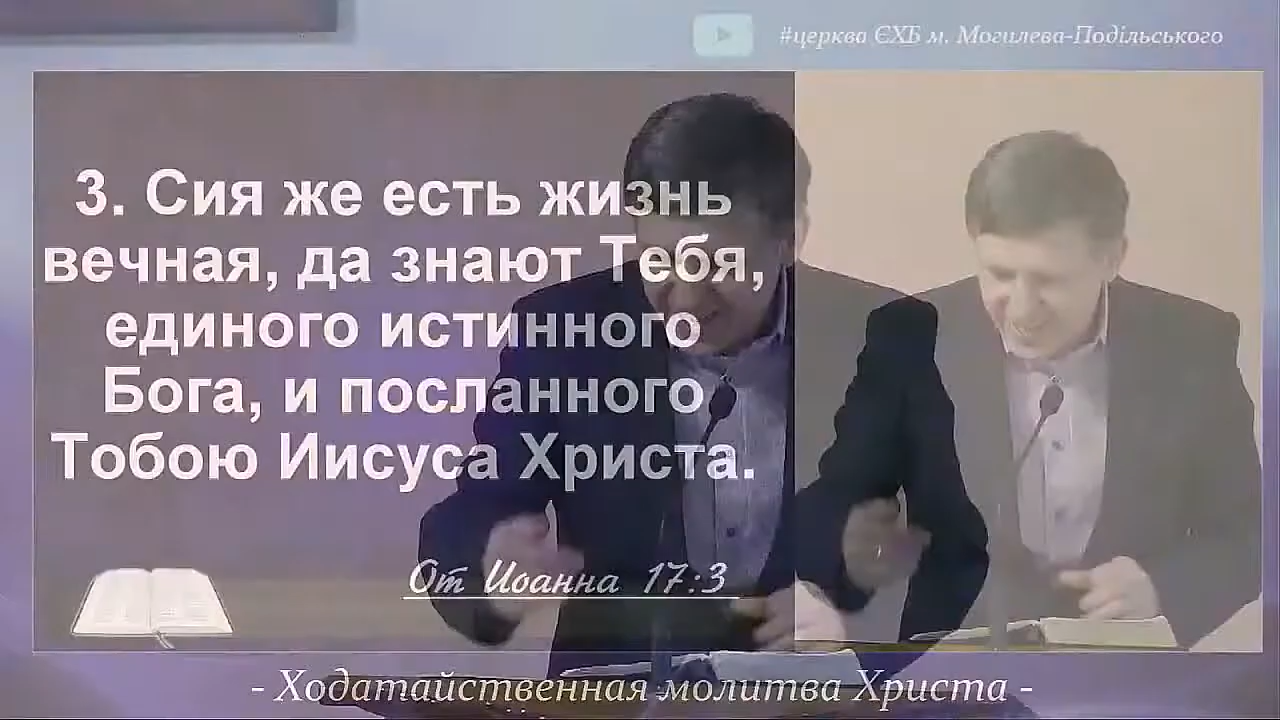 #церква ЄХБ м. Могилева-Подільського
3. Сия же есть жизнь
вечная, да знают Тебя,
единого истинного
Бога, и посланного
Тобою Иисуса Христа.
От Иоанна 17:3
- Ходатайственная молитва Христа -